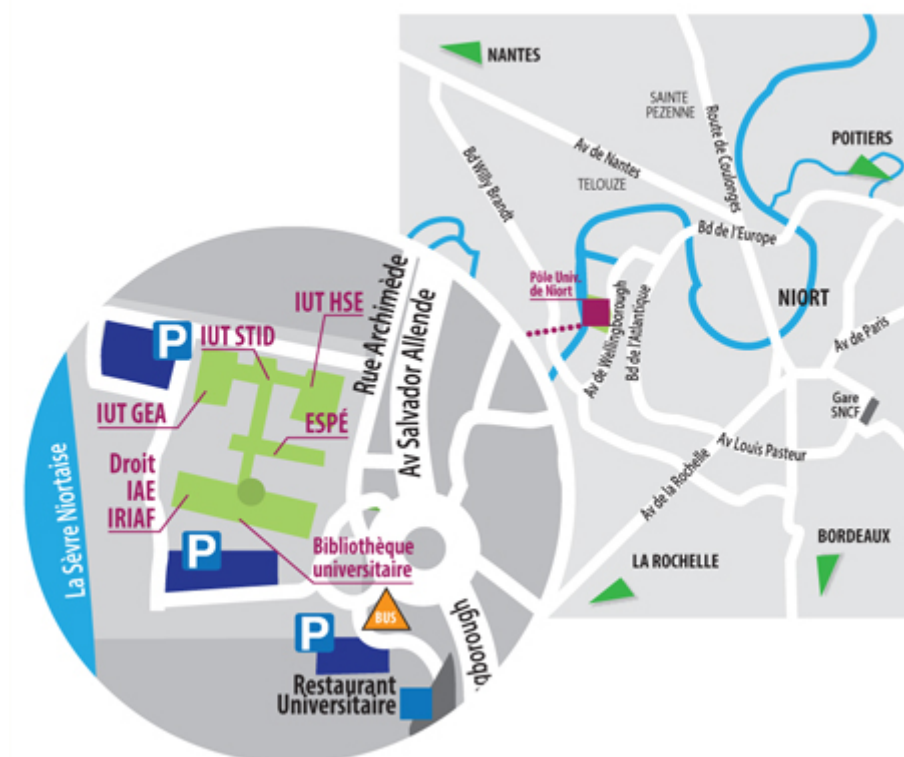 NANTES
SAINTE
PEZENNE
Route de Coulonges
POITIERS
Av de Nantes
Bd Willy Brandt
TELOUZE
Bd de l'Europe
Pôle Univ.
de Niort
NIORT
Av de Wellingborough
Bd de l'Atlantique
Av de Paris
Gare
SNCF
Av Louis Pasteur
Av de la Rochelle
BORDEAUX
LA ROCHELLE
IUT HSE
Rue Archimède
P
IUT STID
Av Salvador Allende
IUT GEA
ESPÉ
Droit
IAE
IRIAF
La Sèvre Niortaise
P
Bibliothèque
universitaire
BUS
P
gborough
Restaurant
Universitaire